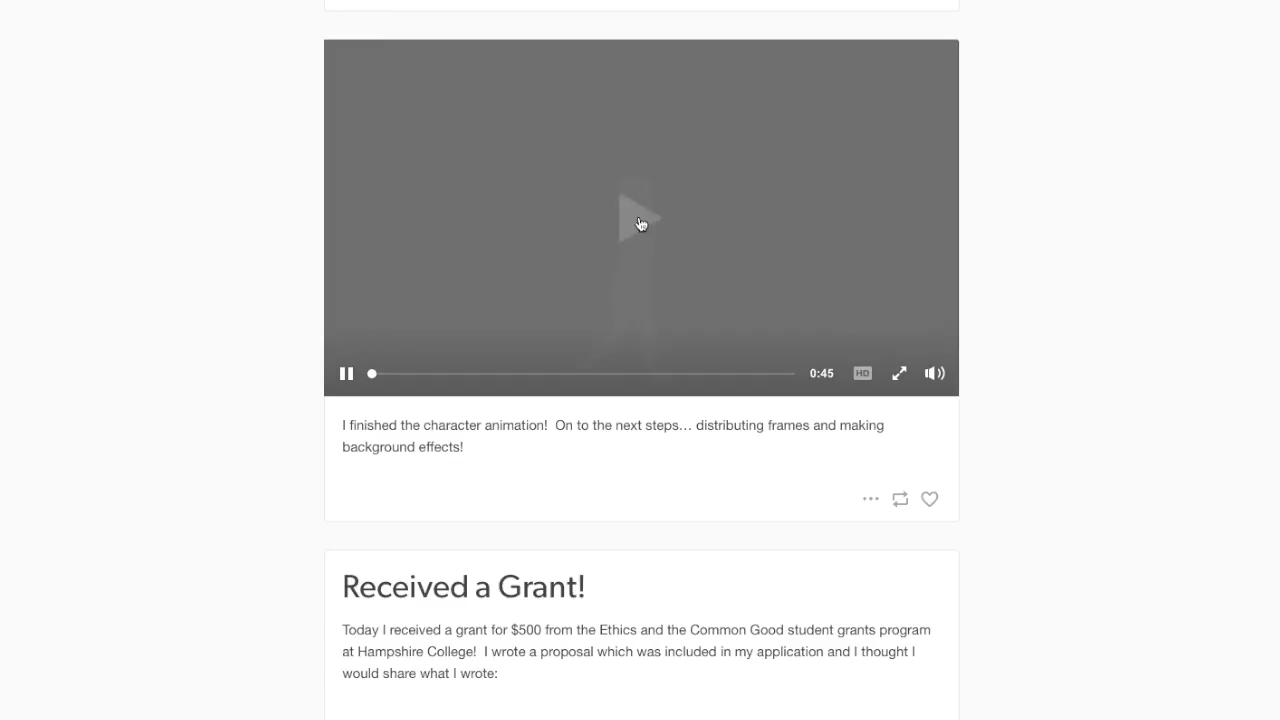 0:45 HD
I finished the character animation!  On to the next steps… distributing frames and making
background effects!
Received a Grant!
Today I received a grant for $500 from the Ethics and the Common Good student grants program
at Hampshire College!  I wrote a proposal which was included in my application and I thought I
would share what I wrote: